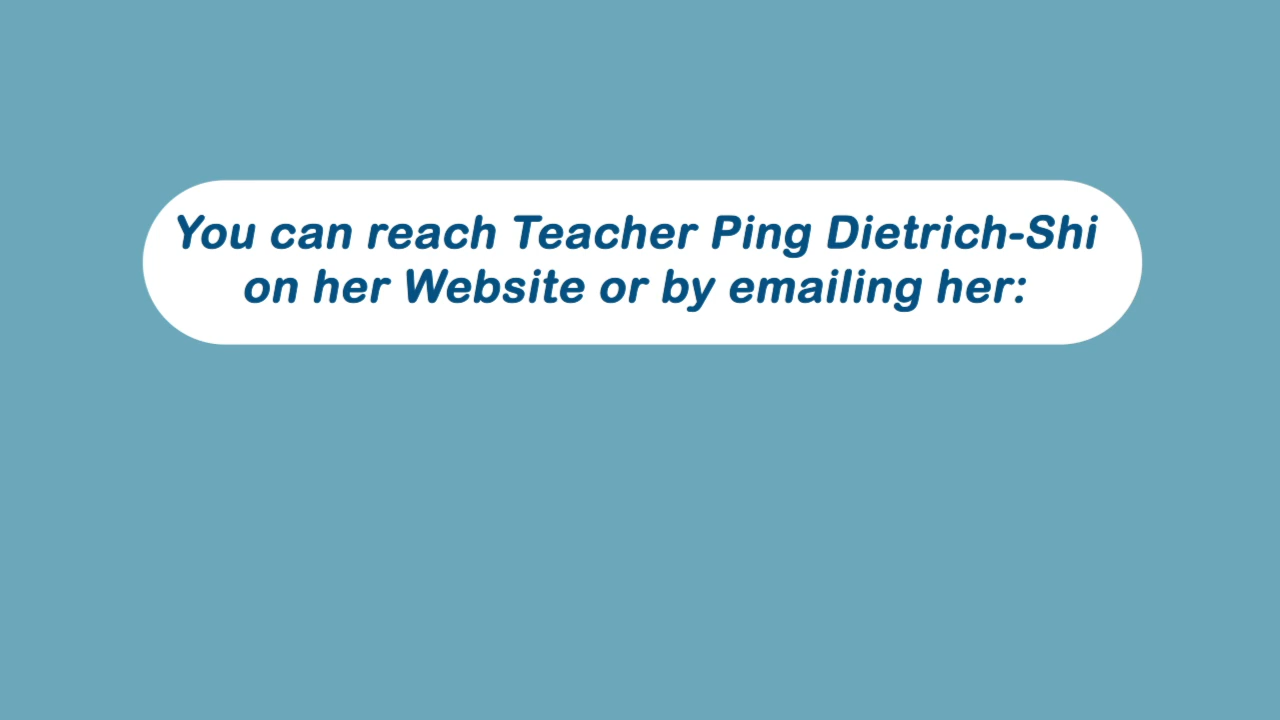 You can reach Teacher Ping Dietrich-Shi
on her Website or by emailing her: